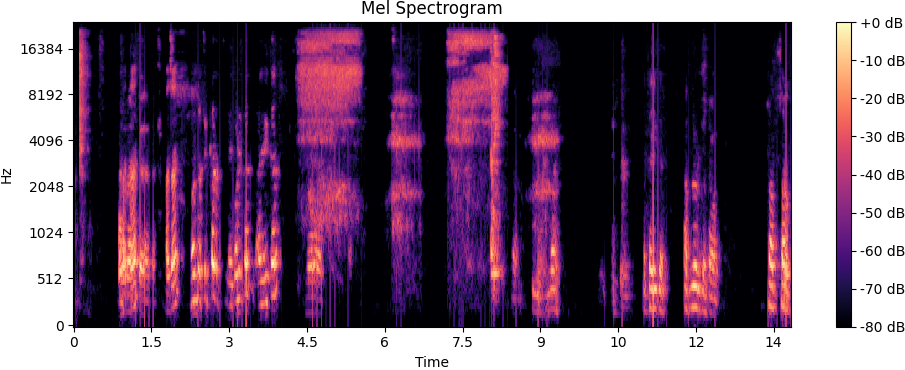 Mel Spectrogram
+0 dB
16384
-10 dB
8192
-20 dB
4096
-30 dB
Hz
2048
-40 dB
1024
-50 dB
512
-60 dB
-70 dB
0
-80 dB
0 1.5 3 4.5 6 7.5 9 10 12 14
Time